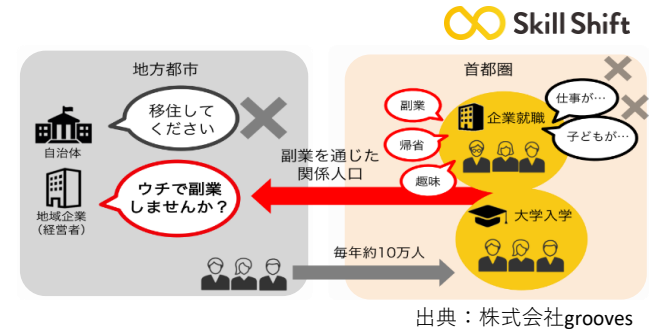 Skill Shift
地方都市
首都圏
移住して
ください
自治体
ウチで副業
しませんか？
地域企業
（経営者）
副業を通じた
関係人口
副業
帰省
趣味
企業就職
仕事が…
子どもが…
大学入学
毎年約10万人
出典：株式会社grooves